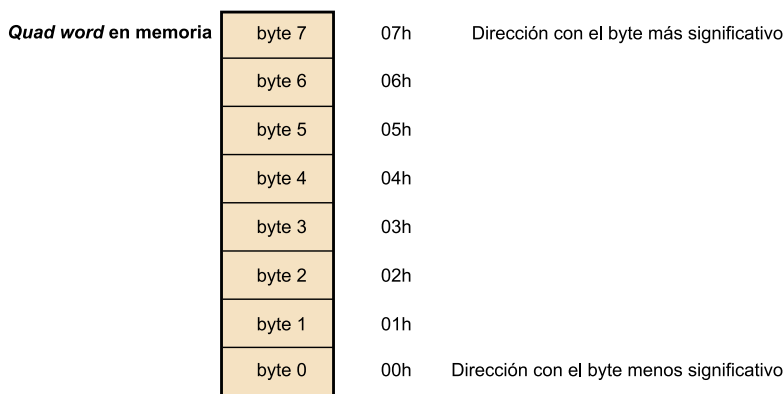 Quad word en memoria byte 7 07h Dirección con el byte más significativo
byte 6 06h
byte 5 05h
byte 4 04h
byte 3 03h
byte 2 02h
byte 1 01h
byte 0 00h Dirección con el byte menos significativo